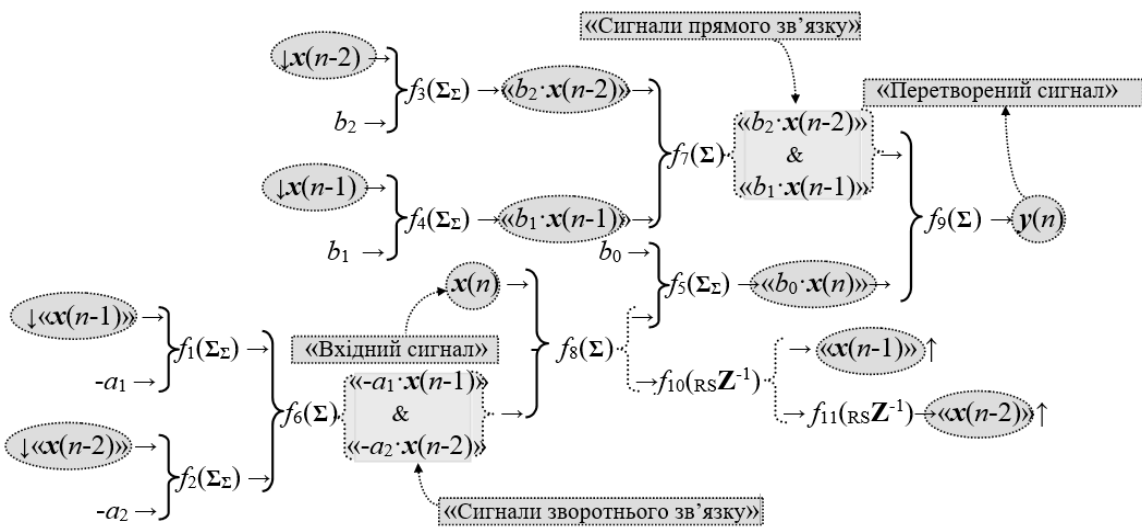 «Сигнали прямого зв’язку»
↓x(n-2) →
f3(ΣΣ) → «b2·x(n-2)» →
b2 →
«Перетворений сигнал»
f7(Σ)
«b2·x(n-2)»
&
«b1·x(n-1)»
→
↓x(n-1) →
f4(ΣΣ) → «b1·x(n-1)» →
b1 →
f9(Σ) → y(n)
b0 →
f5(ΣΣ) → «b0·x(n)» →
x(n) →
↓«x(n-1)» →
f1(ΣΣ) →
-a1 →
«Вхідний сигнал»
f8(Σ)
→ «x(n-1)» ↑
→ f10(RSZ-1)
→ f11(RSZ-1) → «x(n-2)» ↑
f6(Σ)
«-a1·x(n-1)»
&
«-a2·x(n-2)»
→
↓«x(n-2)» →
f2(ΣΣ) →
-a2 →
«Сигнали зворотнього зв’язку»